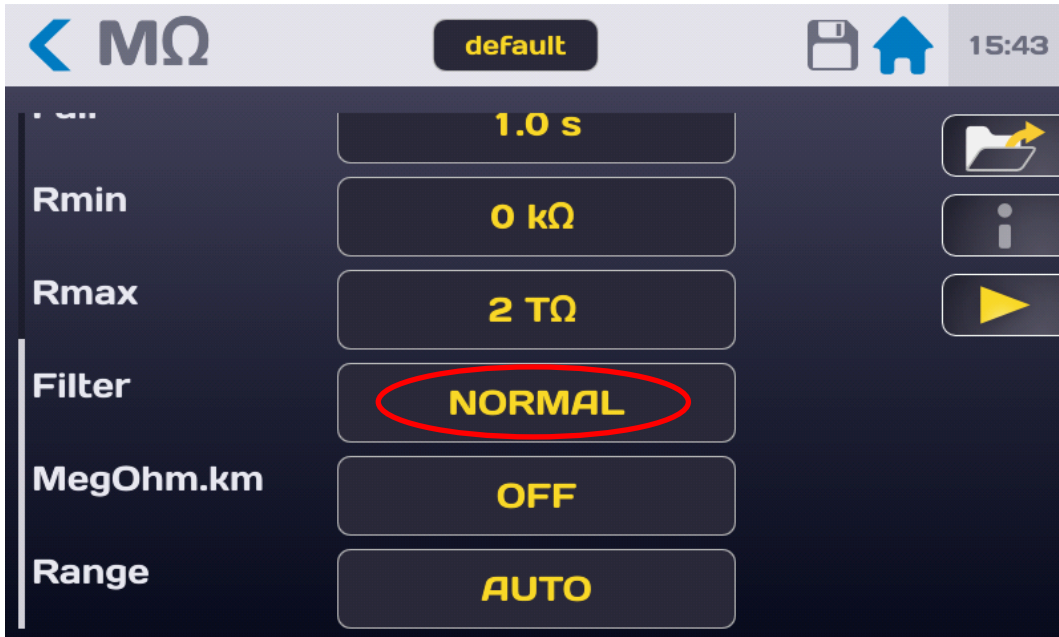 MΩ default 15:43
1.0 s
Rmin 0 kΩ
Rmax 2 TΩ
Filter NORMAL
MegOhm.km OFF
Range AUTO